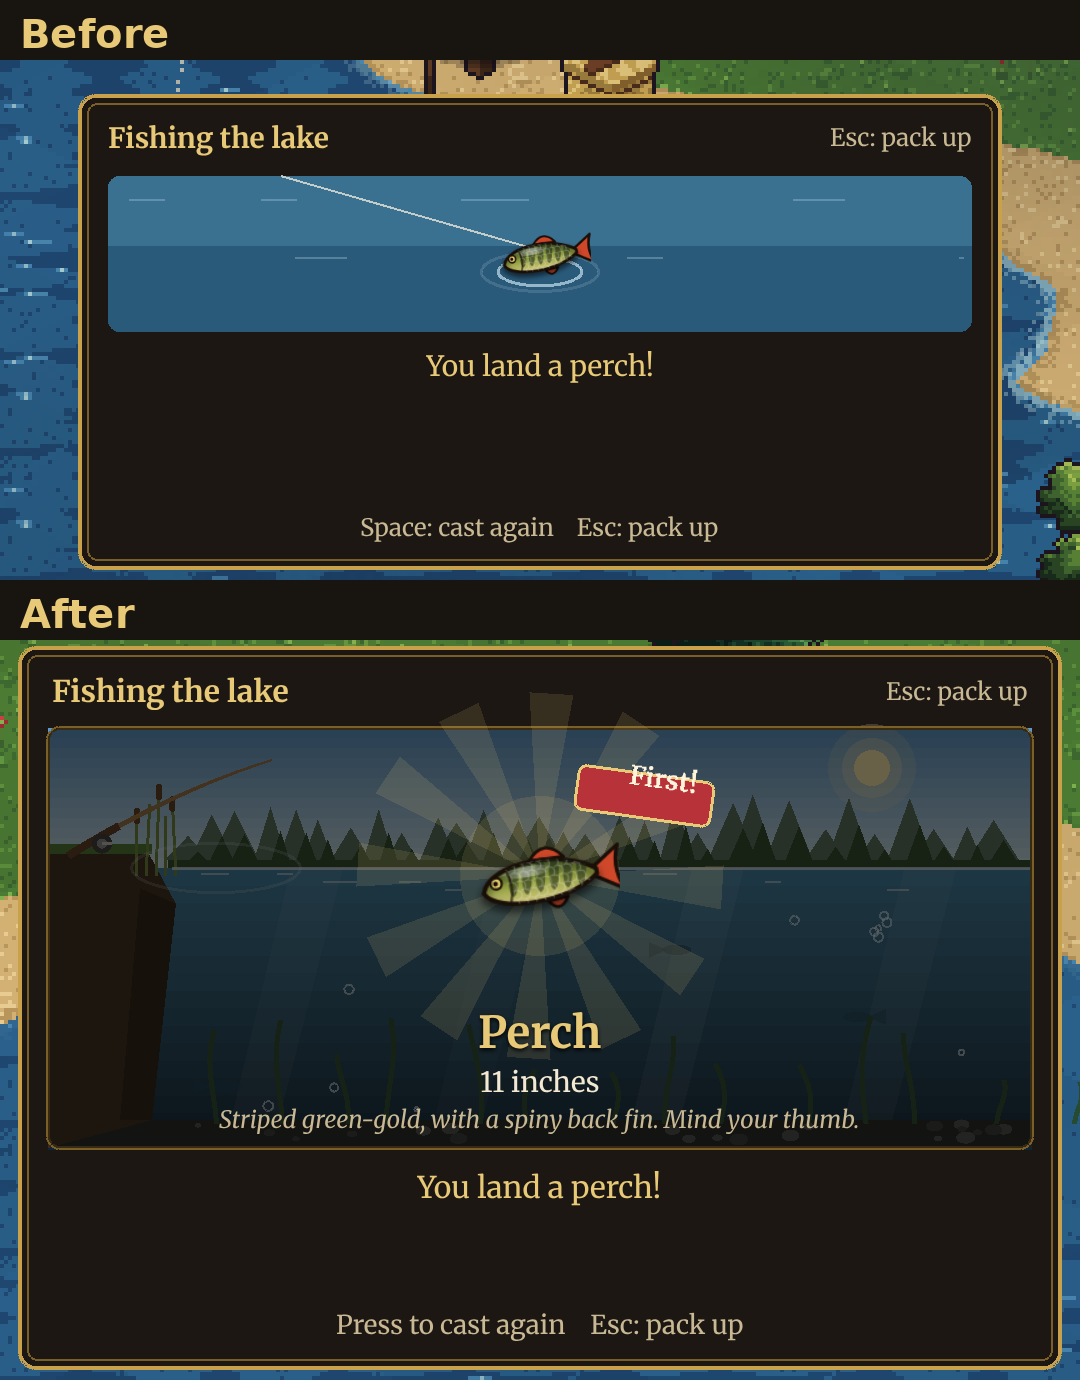 Before
Fishing the lake Esc: pack up
You land a perch!
Space: cast again Esc: pack up
After
Fishing the lake Esc: pack up
First!
Perch
11 inches
Striped green-gold, with a spiny back fin. Mind your thumb.
You land a perch!
Press to cast again Esc: pack up